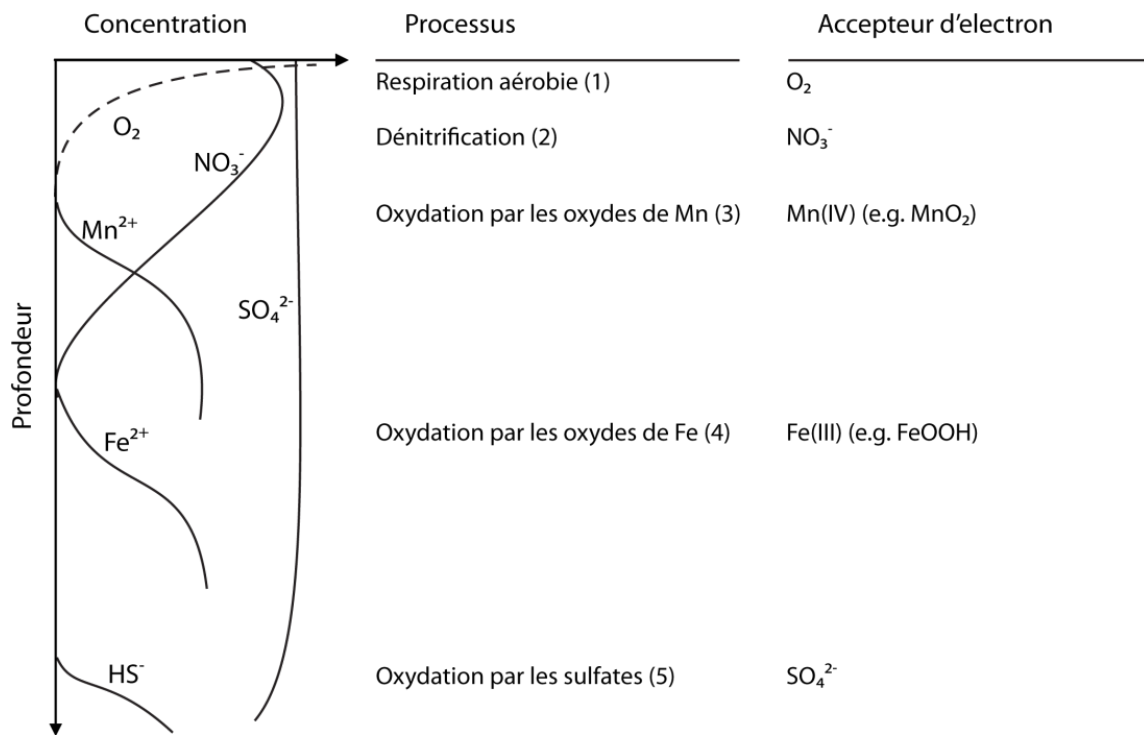 Concentration Processus Accepteur d'electron
Respiration aérobie (1) O₂
O₂ Dénitrification (2) NO₃⁻
NO₃⁻
Mn²⁺ Oxydation par les oxydes de Mn (3) Mn(IV) (e.g. MnO₂)
SO₄²⁻
Profondeur
Fe²⁺ Oxydation par les oxydes de Fe (4) Fe(III) (e.g. FeOOH)
HS⁻ Oxydation par les sulfates (5) SO₄²⁻